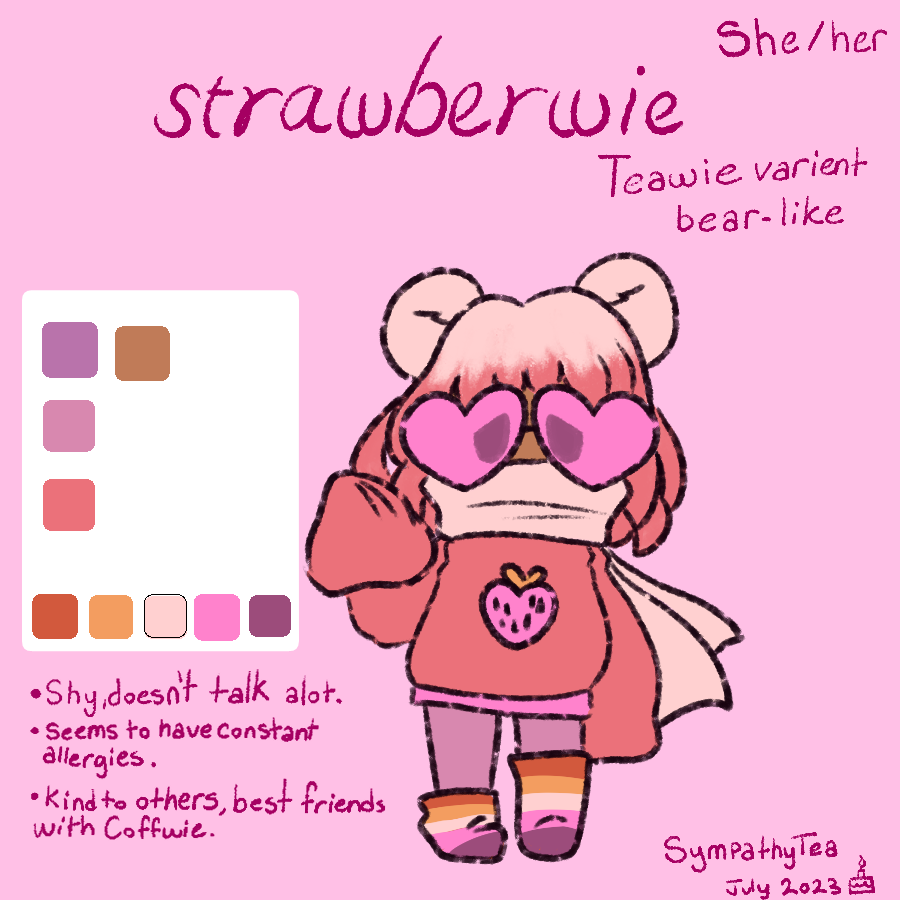 She/her
strawberwie
Teawie varient
bear-like
•Shy, doesn't talk alot.
•Seems to have constant
allergies.
•Kind to others, best friends
with Coffwie.
SympathyTea
July 2023